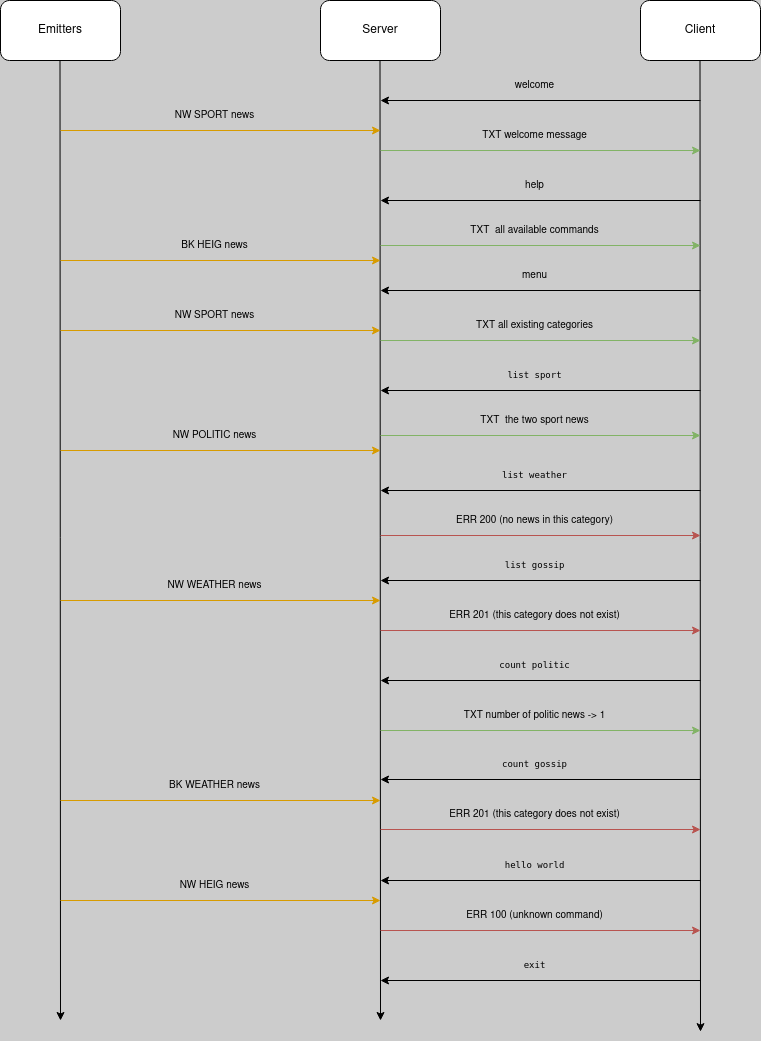 Emitters
Server
Client
welcome
NW SPORT news
TXT welcome message
help
TXT  all available commands
BK HEIG news
menu
NW SPORT news
TXT all existing categories
list sport
TXT  the two sport news
NW POLITIC news
list weather
ERR 200 (no news in this category)
list gossip
NW WEATHER news
ERR 201 (this category does not exist)
count politic
TXT number of politic news -> 1
count gossip
BK WEATHER news
ERR 201 (this category does not exist)
hello world
NW HEIG news
ERR 100 (unknown command)
exit